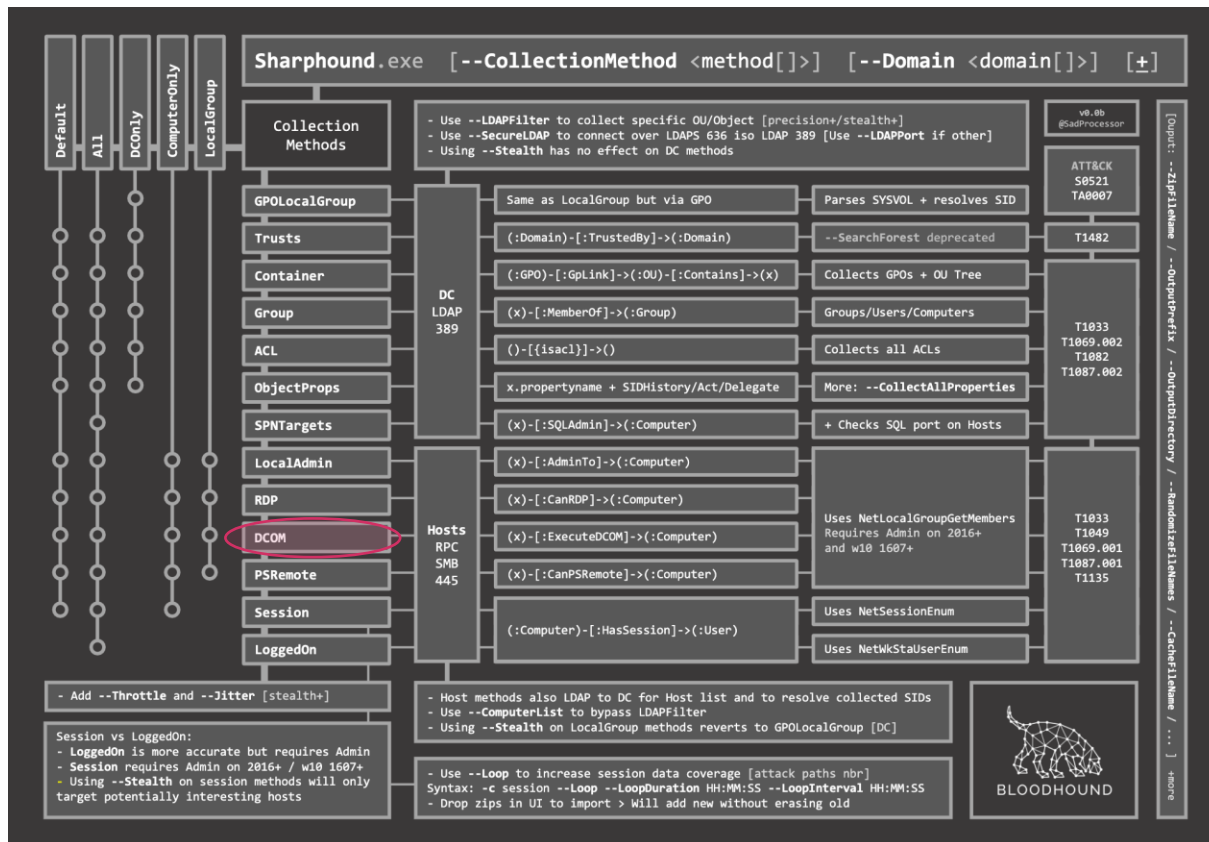 Sharphound.exe [--CollectionMethod <method[]>] [--Domain <domain[]>] [+]
Default
All
DCOnly
ComputerOnly
LocalGroup
Collection
Methods
- Use --LDAPFilter to collect specific OU/Object [precision+/stealth+]
- Use --SecureLDAP to connect over LDAPS 636 iso LDAP 389 [Use --LDAPPort if other]
- Using --Stealth has no effect on DC methods
v0.0b
@SadProcessor
ATT&CK
S0521
TA0007
GPOLocalGroup
Same as LocalGroup but via GPO
Parses SYSVOL + resolves SID
Trusts
(:Domain)-[:TrustedBy]->(:Domain)
--SearchForest deprecated
T1482
Container
(:GPO)-[:GpLink]->(:OU)-[:Contains]->(x)
Collects GPOs + OU Tree
DC
LDAP
389
Group
(x)-[:MemberOf]->(:Group)
Groups/Users/Computers
T1033
T1069.002
T1082
T1087.002
ACL
()-[{isacl}]->()
Collects all ACLs
ObjectProps
x.propertyname + SIDHistory/Act/Delegate
More: --CollectAllProperties
SPNTargets
(x)-[:SQLAdmin]->(:Computer)
+ Checks SQL port on Hosts
LocalAdmin
(x)-[:AdminTo]->(:Computer)
RDP
(x)-[:CanRDP]->(:Computer)
Uses NetLocalGroupGetMembers
Requires Admin on 2016+
and w10 1607+
DCOM
Hosts
RPC
SMB
445
(x)-[:ExecuteDCOM]->(:Computer)
T1033
T1049
T1069.001
T1087.001
T1135
PSRemote
(x)-[:CanPSRemote]->(:Computer)
Session
(:Computer)-[:HasSession]->(:User)
Uses NetSessionEnum
LoggedOn
Uses NetWkStaUserEnum
- Add --Throttle and --Jitter [stealth+]
Session vs LoggedOn:
- LoggedOn is more accurate but requires Admin
- Session requires Admin on 2016+ / w10 1607+
- Using --Stealth on session methods will only
target potentially interesting hosts
- Host methods also LDAP to DC for Host list and to resolve collected SIDs
- Use --ComputerList to bypass LDAPFilter
- Using --Stealth on LocalGroup methods reverts to GPOLocalGroup [DC]
- Use --Loop to increase session data coverage [attack paths nbr]
Syntax: -c session --Loop --LoopDuration HH:MM:SS --LoopInterval HH:MM:SS
- Drop zips in UI to import > Will add new without erasing old
BLOODHOUND
[Ouput: --ZipFileName / --OutputPrefix / --OutputDirectory / --RandomizeFileNames / --CacheFileName / ... ] +more